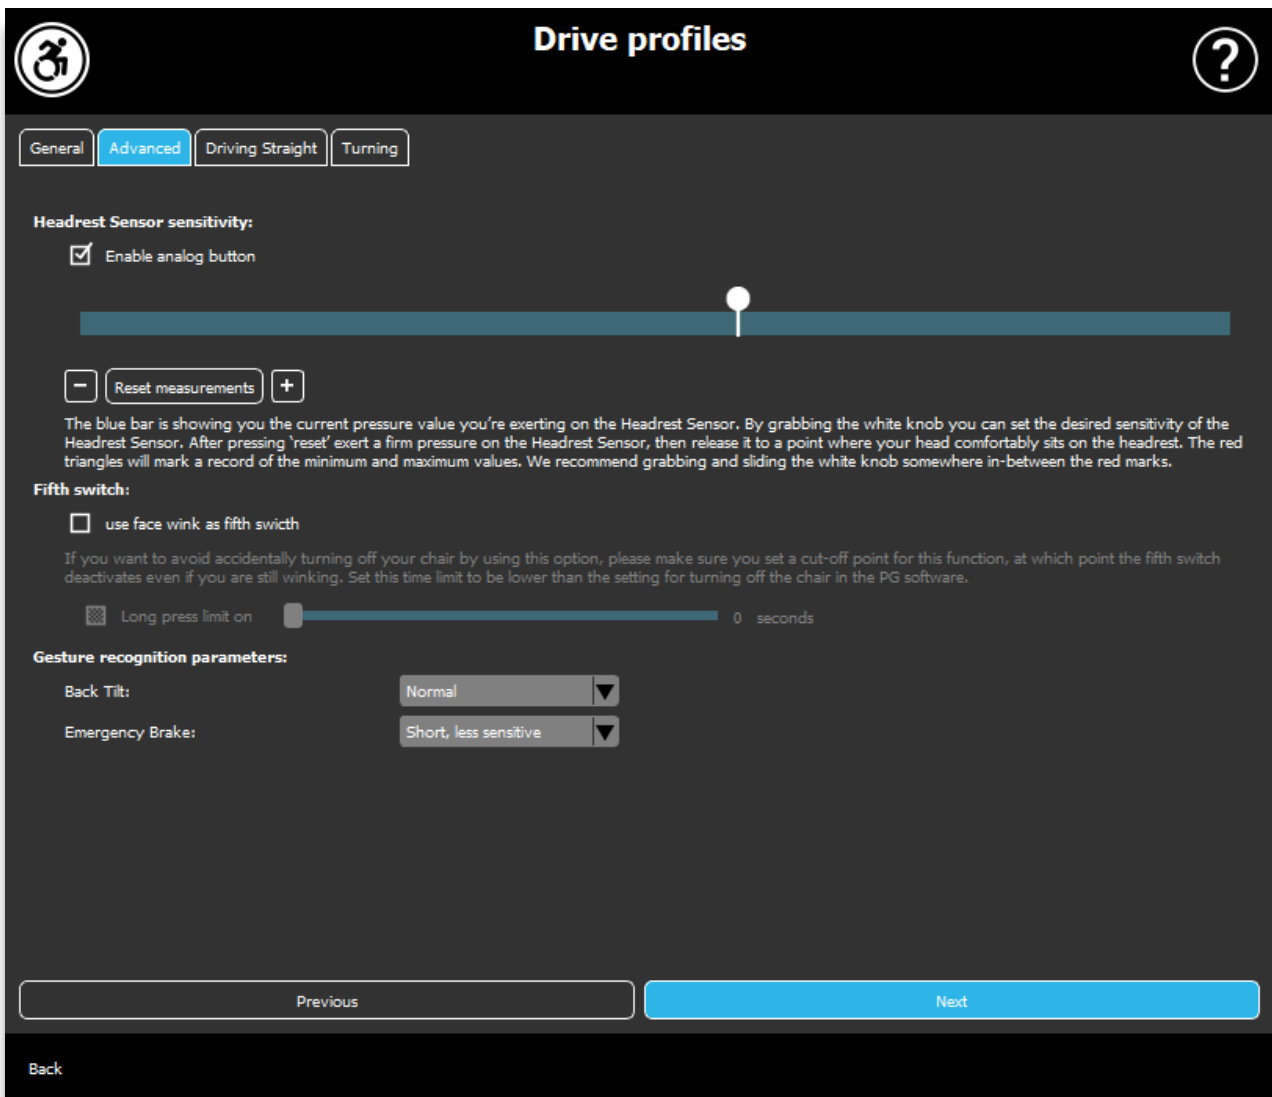 Drive profiles
?
General Advanced Driving Straight Turning
Headrest Sensor sensitivity:
Enable analog button
− Reset measurements +
The blue bar is showing you the current pressure value you’re exerting on the Headrest Sensor. By grabbing the white knob you can set the desired sensitivity of the
Headrest Sensor. After pressing ‘reset’ exert a firm pressure on the Headrest Sensor, then release it to a point where your head comfortably sits on the headrest. The red
triangles will mark a record of the minimum and maximum values. We recommend grabbing and sliding the white knob somewhere in-between the red marks.
Fifth switch:
use face wink as fifth swicth
If you want to avoid accidentally turning off your chair by using this option, please make sure you set a cut-off point for this function, at which point the fifth switch
deactivates even if you are still winking. Set this time limit to be lower than the setting for turning off the chair in the PG software.
Long press limit on 0 seconds
Gesture recognition parameters:
Back Tilt: Normal
Emergency Brake: Short, less sensitive
Previous Next
Back